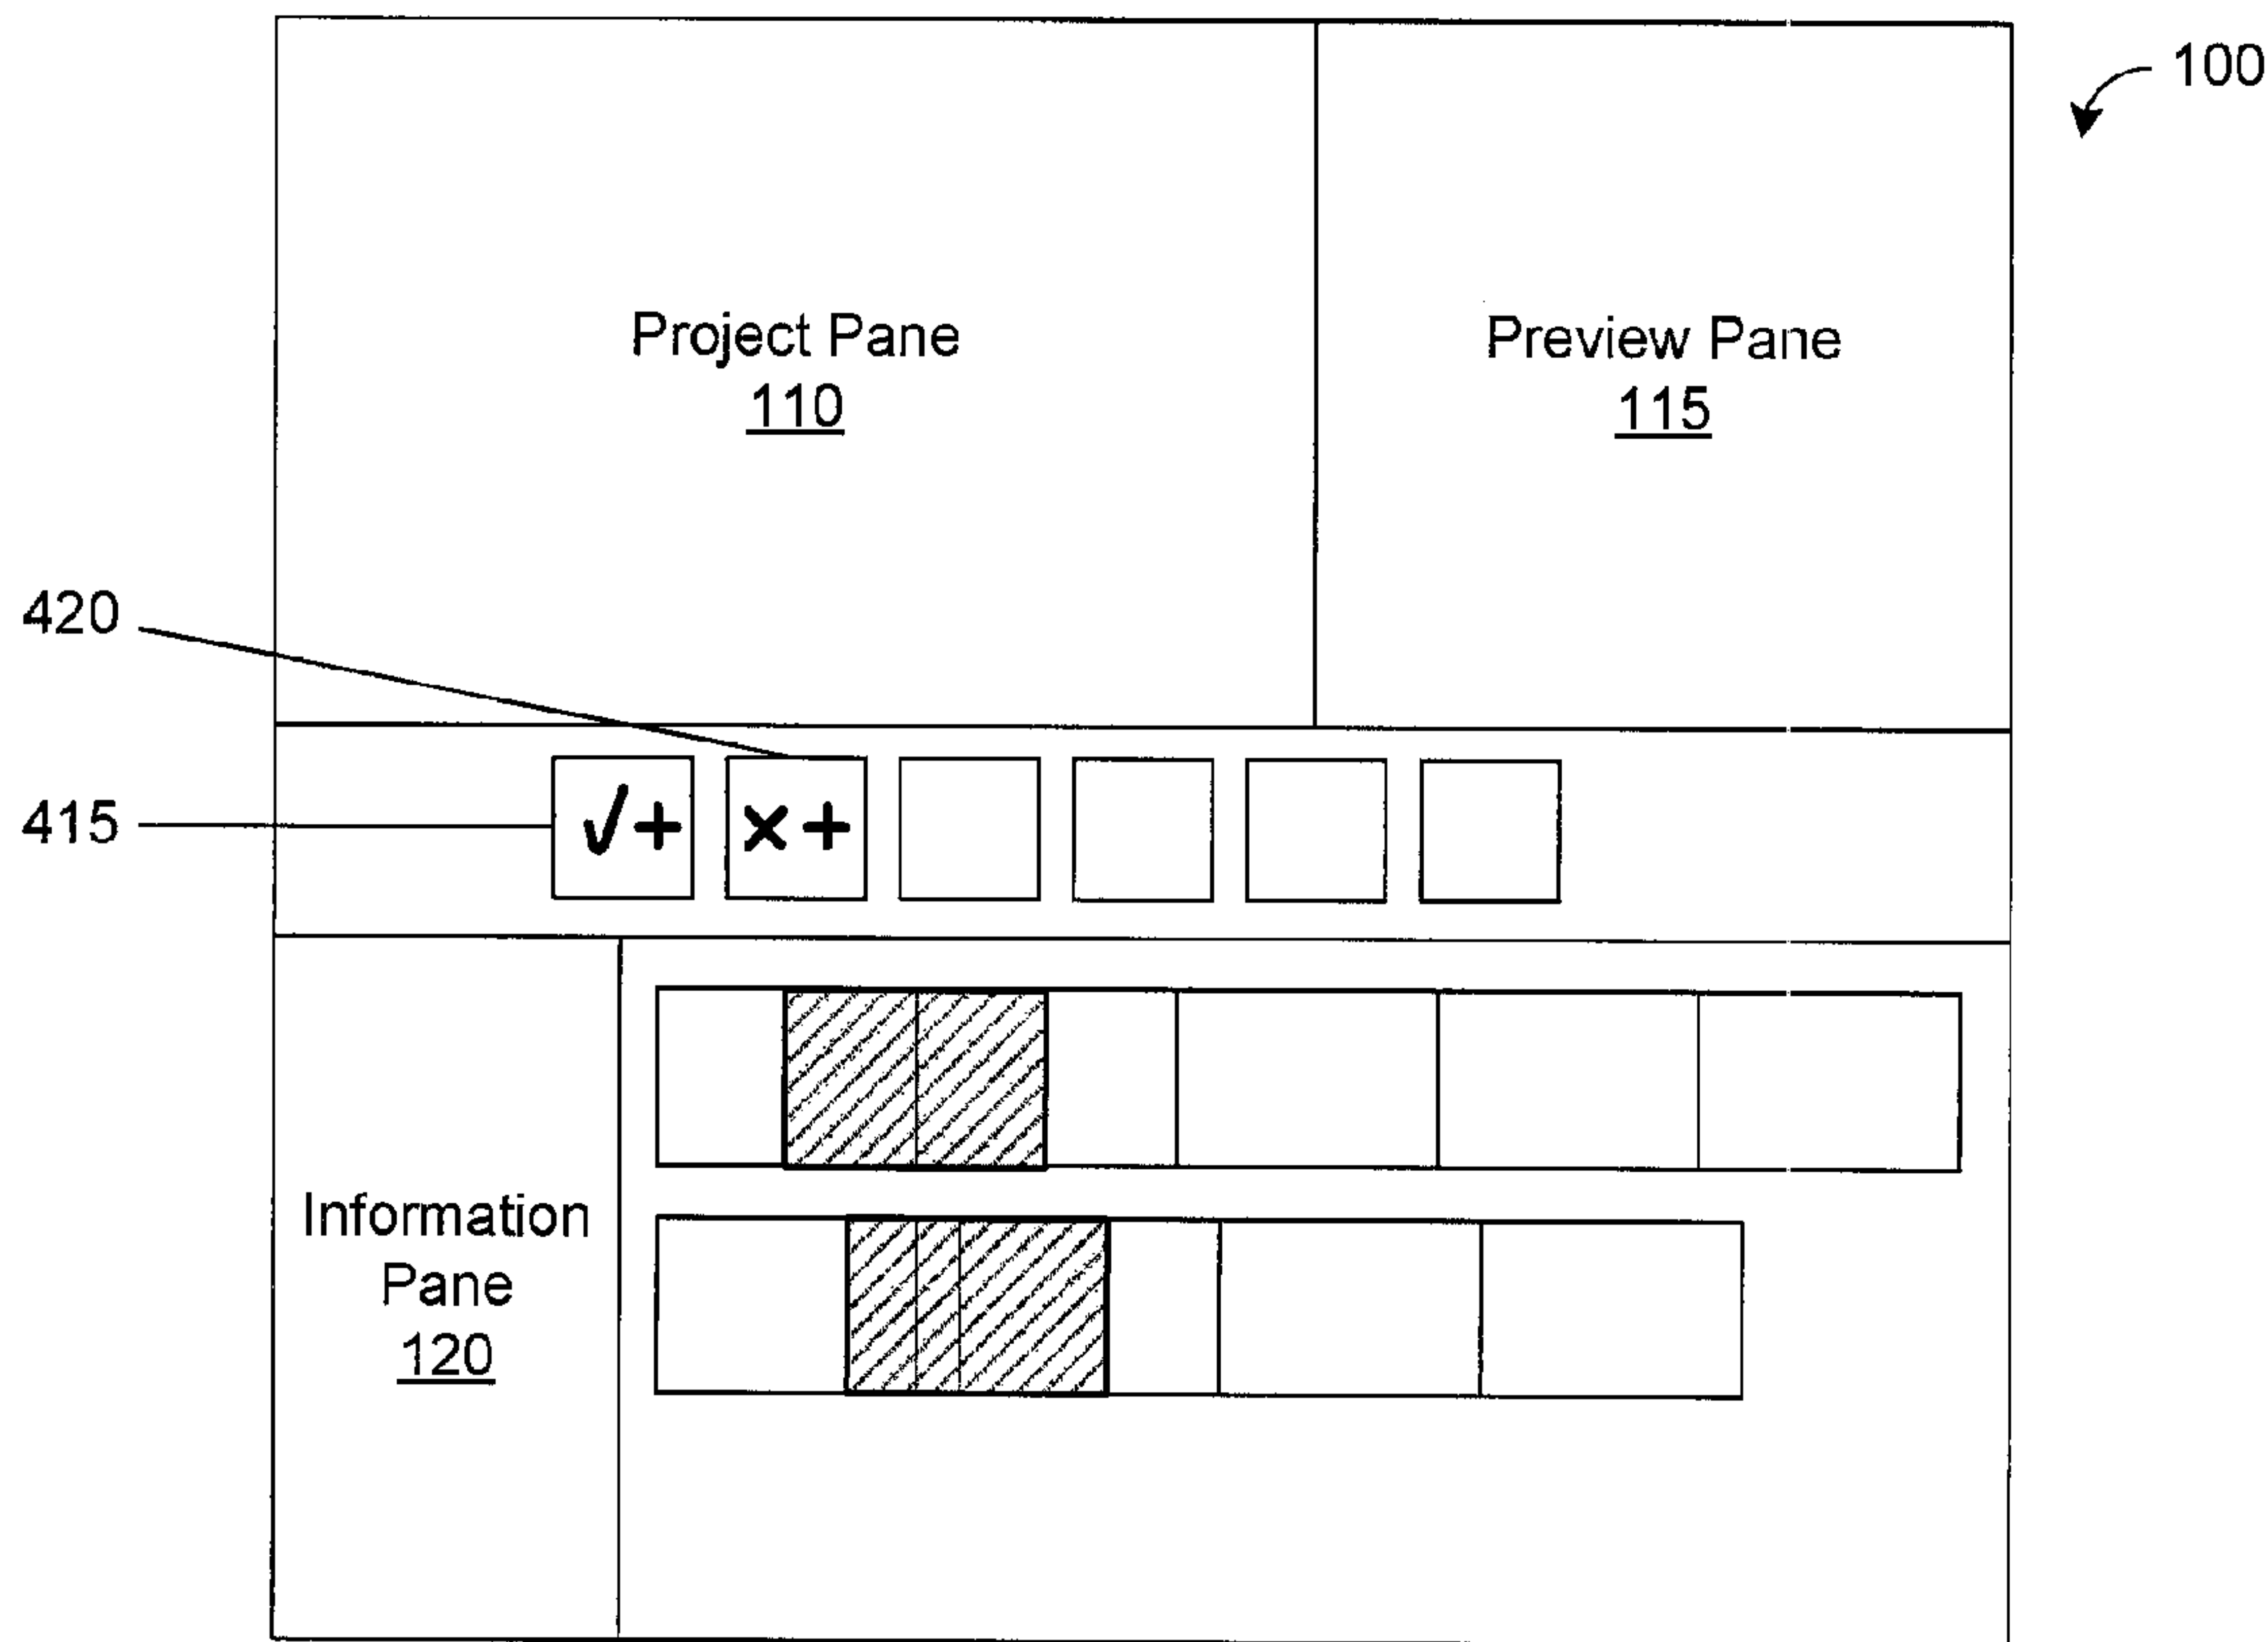 100
Project Pane
110
Preview Pane
115
420
415
√+
×+
Information
Pane
120